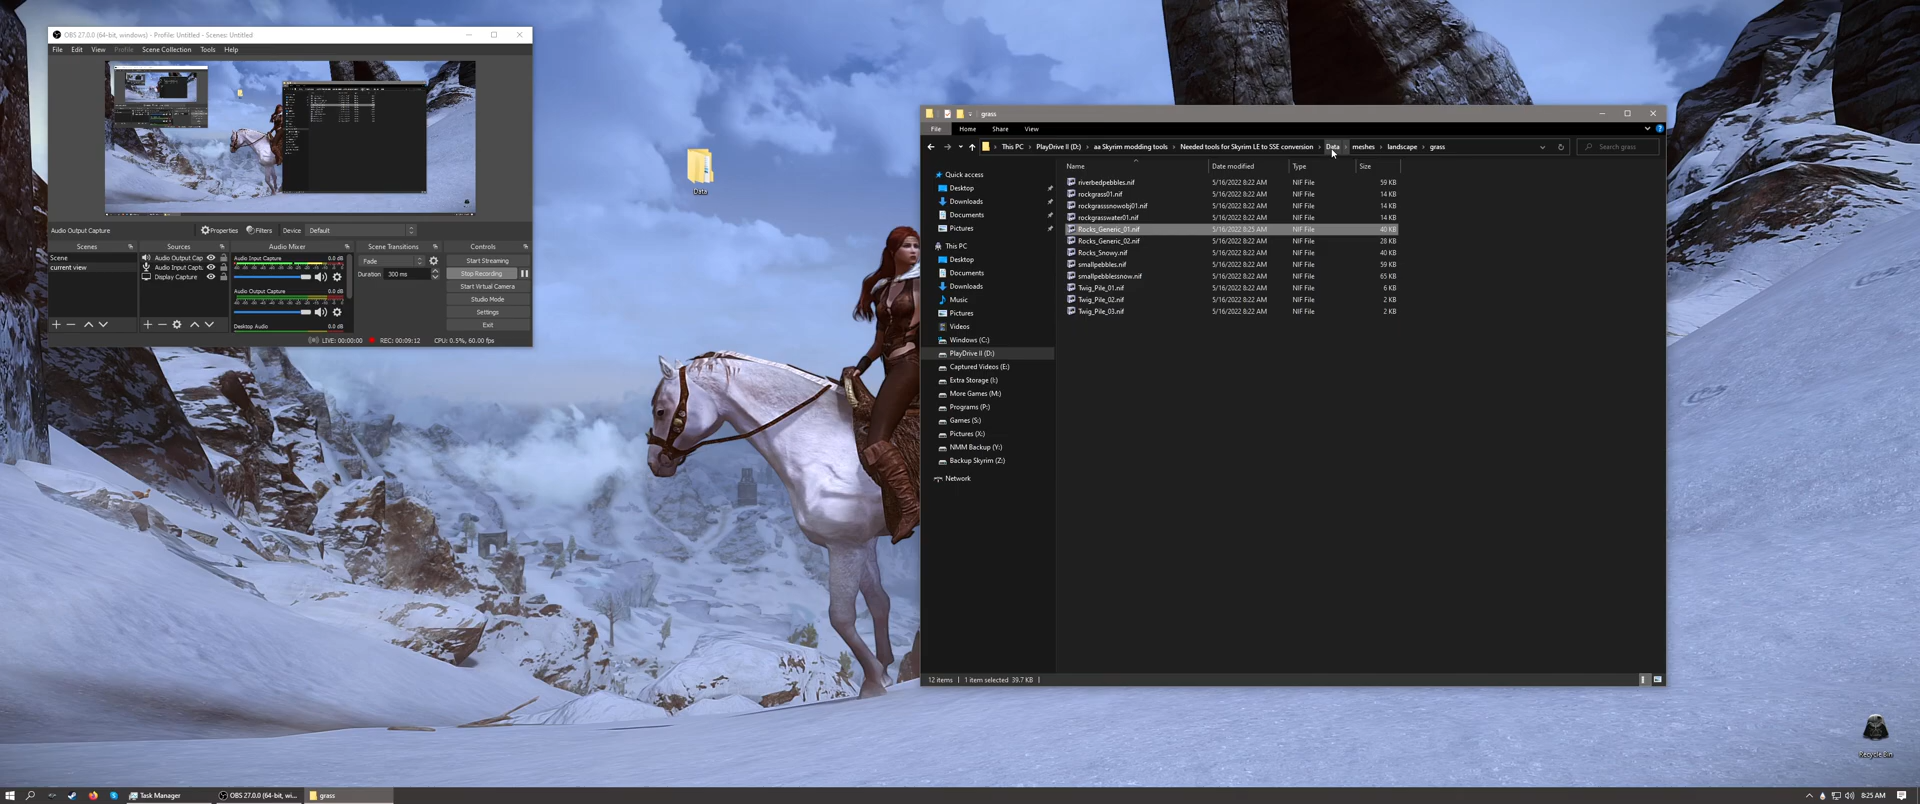 OBS 27.0.0 (64-bit, windows) - Profile: Untitled - Scenes: Untitled
File Edit View Profile Scene Collection Tools Help
Audio Output Capture Properties Filters Device Default
Scenes Sources Audio Mixer Scene Transitions Controls
Scene
current view
Audio Output Cap
Audio Input Captu
Display Capture
Audio Input Capture 0.0 dB
Audio Output Capture 0.0 dB
Desktop Audio 0.0 dB
Fade
Duration 300 ms
Start Streaming
Stop Recording
Start Virtual Camera
Studio Mode
Settings
Exit
LIVE: 00:00:00 REC: 00:09:12 CPU: 0.5%, 60.00 fps
Data
grass
File Home Share View
This PC PlayDrive II (D:) aa Skyrim modding tools Needed tools for Skyrim LE to SSE conversion Data meshes landscape grass
Search grass
Quick access
Desktop
Downloads
Documents
Pictures
This PC
Desktop
Documents
Downloads
Music
Pictures
Videos
Windows (C:)
PlayDrive II (D:)
Captured Videos (E:)
Extra Storage (I:)
More Games (M:)
Programs (P:)
Games (S:)
Pictures (X:)
NMM Backup (Y:)
Backup Skyrim (Z:)
Network
Name Date modified Type Size
riverbedpebbles.nif 5/16/2022 8:22 AM NIF File 59 KB
rockgrass01.nif 5/16/2022 8:22 AM NIF File 14 KB
rockgrasssnowobj01.nif 5/16/2022 8:22 AM NIF File 14 KB
rockgrasswater01.nif 5/16/2022 8:22 AM NIF File 14 KB
Rocks_Generic_01.nif 5/16/2022 8:25 AM NIF File 40 KB
Rocks_Generic_02.nif 5/16/2022 8:22 AM NIF File 28 KB
Rocks_Snowy.nif 5/16/2022 8:22 AM NIF File 40 KB
smallpebbles.nif 5/16/2022 8:22 AM NIF File 59 KB
smallpebblessnow.nif 5/16/2022 8:22 AM NIF File 65 KB
Twig_Pile_01.nif 5/16/2022 8:22 AM NIF File 6 KB
Twig_Pile_02.nif 5/16/2022 8:22 AM NIF File 2 KB
Twig_Pile_03.nif 5/16/2022 8:22 AM NIF File 2 KB
12 items 1 item selected 39.7 KB
Recycle Bin
Task Manager OBS 27.0.0 (64-bit, wi... grass 8:25 AM